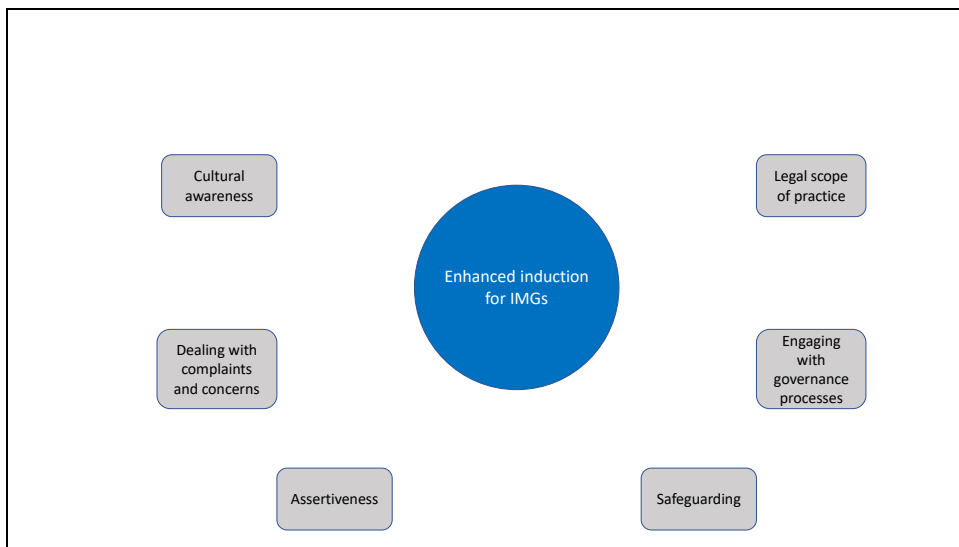 Cultural
awareness
Legal scope
of practice
Enhanced induction
for IMGs
Dealing with
complaints
and concerns
Engaging
with
governance
processes
Assertiveness
Safeguarding